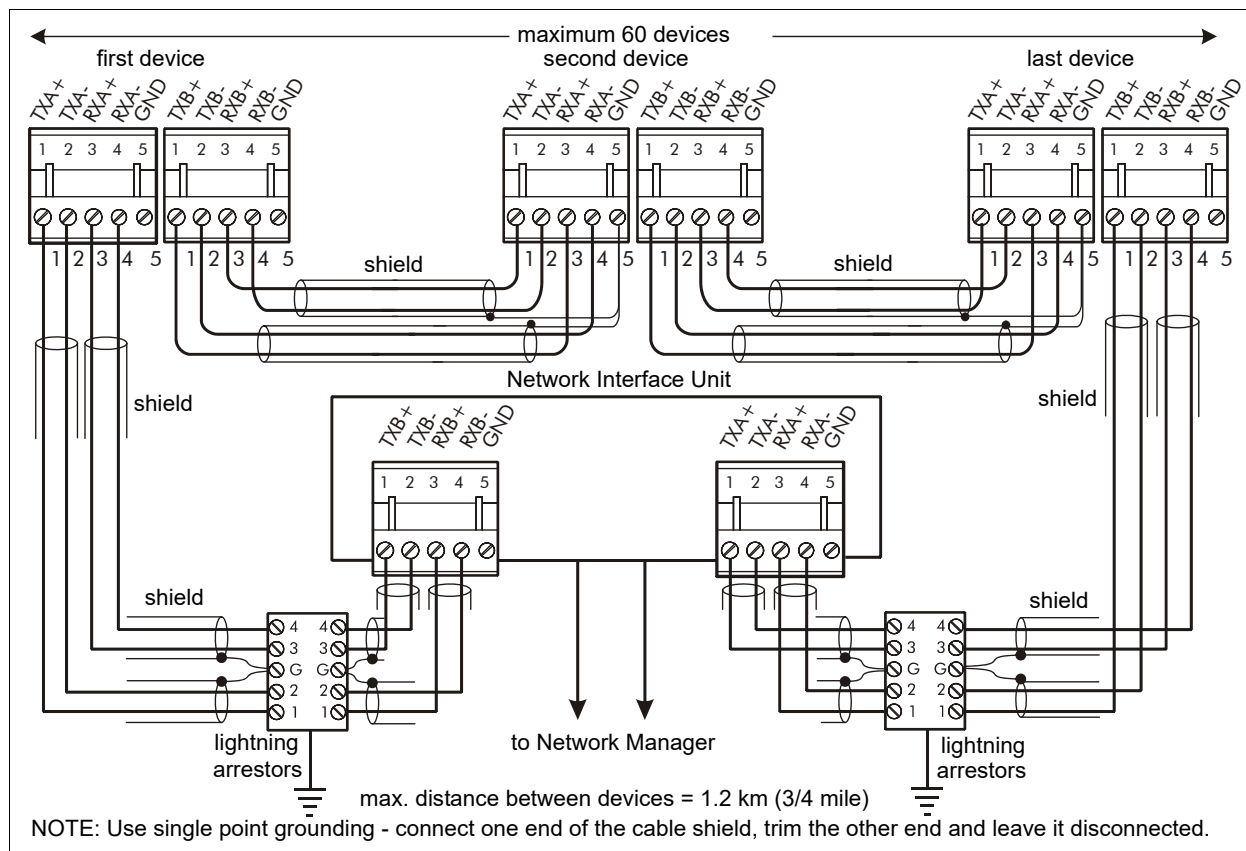 maximum 60 devices
first device second device last device
TXA+ TXA- RXA+ RXA- GND TXB+ TXB- RXB+ RXB- GND TXA+ TXA- RXA+ RXA- GND TXB+ TXB- RXB+ RXB- GND TXA+ TXA- RXA+ RXA- GND TXB+ TXB- RXB+ RXB- GND
1 2 3 4 5 1 2 3 4 5 1 2 3 4 5 1 2 3 4 5 1 2 3 4 5 1 2 3 4 5
1 2 3 4 5 1 2 3 4 5 1 2 3 4 5 1 2 3 4 5 1 2 3 4 5 1 2 3 4 5
shield shield
Network Interface Unit
shield shield
TXB+ TXB- RXB+ RXB- GND TXA+ TXA- RXA+ RXA- GND
1 2 3 4 5 1 2 3 4 5
shield shield
4 4 4 4
3 3 3 3
G G G G
2 2 2 2
1 1 1 1
lightning arrestors
to Network Manager
lightning arrestors
max. distance between devices = 1.2 km (3/4 mile)
NOTE: Use single point grounding - connect one end of the cable shield, trim the other end and leave it disconnected.